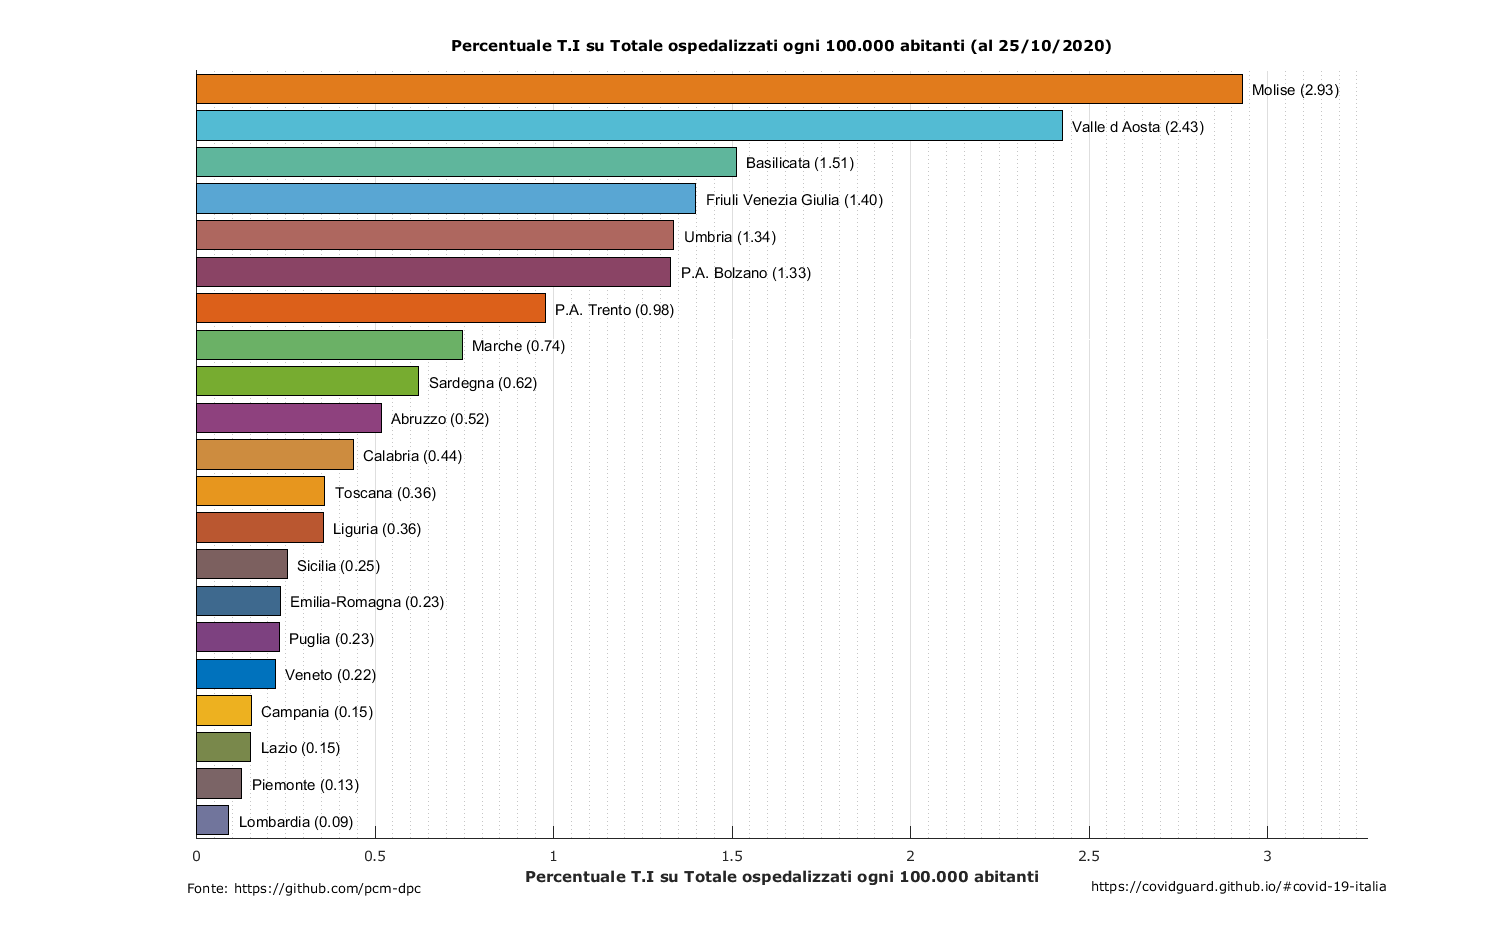 Percentuale T.I su Totale ospedalizzati ogni 100.000 abitanti (al 25/10/2020)
Molise (2.93)
Valle d Aosta (2.43)
Basilicata (1.51)
Friuli Venezia Giulia (1.40)
Umbria (1.34)
P.A. Bolzano (1.33)
P.A. Trento (0.98)
Marche (0.74)
Sardegna (0.62)
Abruzzo (0.52)
Calabria (0.44)
Toscana (0.36)
Liguria (0.36)
Sicilia (0.25)
Emilia-Romagna (0.23)
Puglia (0.23)
Veneto (0.22)
Campania (0.15)
Lazio (0.15)
Piemonte (0.13)
Lombardia (0.09)
0 0.5 1 1.5 2 2.5 3
Percentuale T.I su Totale ospedalizzati ogni 100.000 abitanti
Fonte: https://github.com/pcm-dpc
https://covidguard.github.io/#covid-19-italia